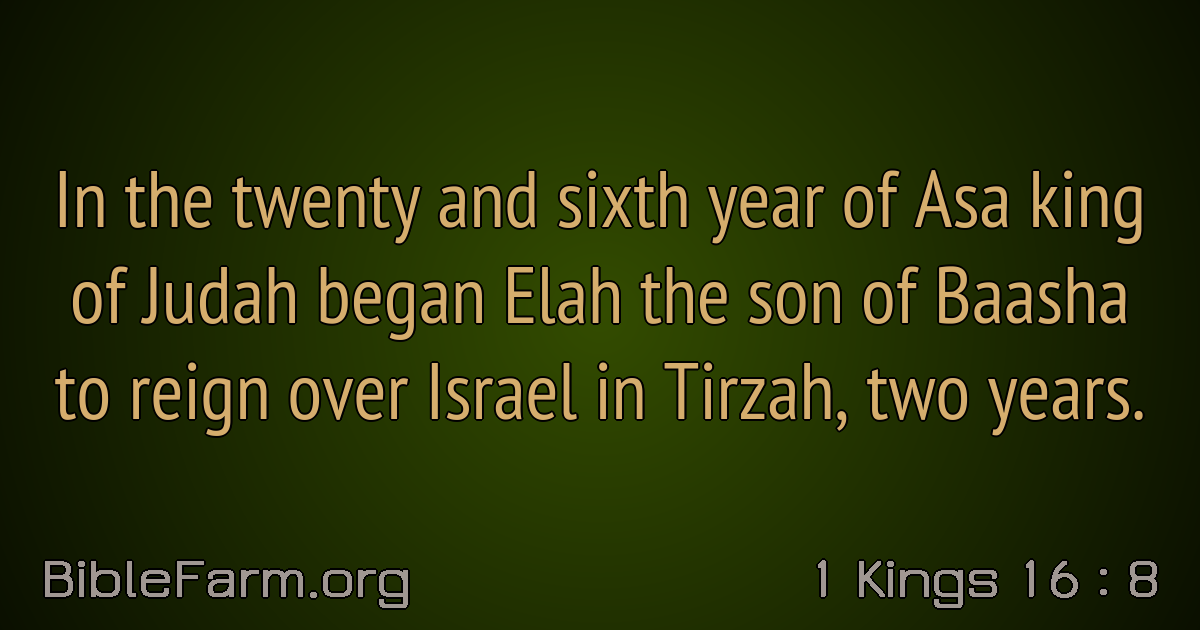 In the twenty and sixth year of Asa king
of Judah began Elah the son of Baasha
to reign over Israel in Tirzah, two years.
BibleFarm.org
1 Kings 16 : 8